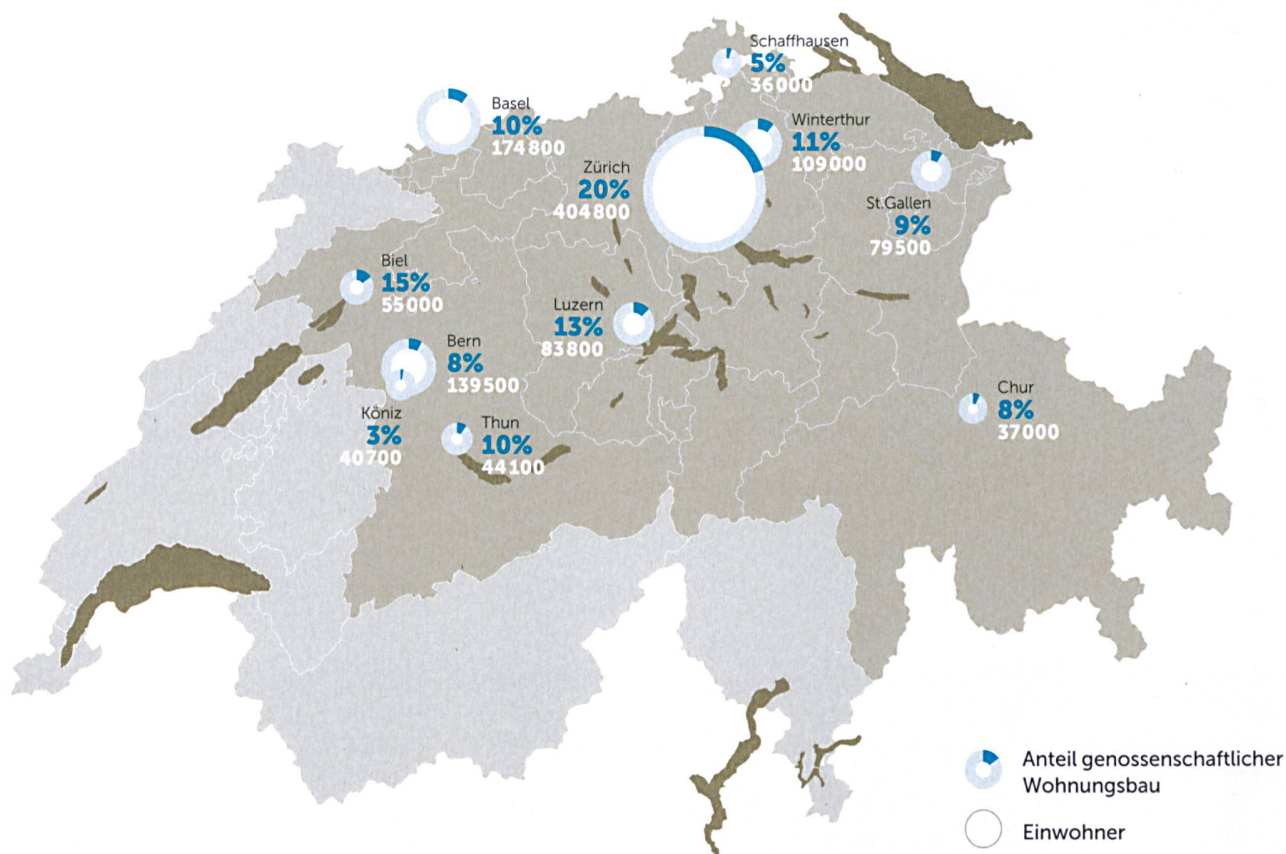 Schaffhausen
5%
36000
Basel
10%
174800
Winterthur
11%
109000
Zürich
20%
404800
St.Gallen
9%
79500
Biel
15%
55000
Luzern
13%
83800
Bern
8%
139500
Chur
8%
37000
Köniz
3%
40700
Thun
10%
44100
Anteil genossenschaftlicher
Wohnungsbau
Einwohner